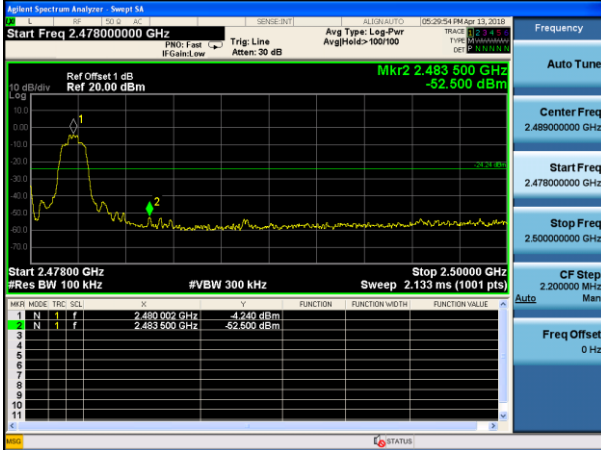 Agilent Spectrum Analyzer - Swept SA
L RF 50 Ω AC SENSE:INT ALIGNAUTO 05:29:54 PM Apr 13, 2018
Start Freq 2.478000000 GHz
PNO: Fast
IFGain:Low
Trig: Line
Atten: 30 dB
Avg Type: Log-Pwr
Avg|Hold:>100/100
TRACE 1 2 3 4 5 6
TYPE M
DET P N N N N N
Mkr2 2.483 500 GHz
-52.500 dBm
Ref Offset 1 dB
Ref 20.00 dBm
10 dB/div
Log
10.0
0.00
-10.0
-20.0
-30.0
-40.0
-50.0
-60.0
-70.0
1
2
-24.24 dBm
Start 2.47800 GHz
Stop 2.50000 GHz
#Res BW 100 kHz
#VBW 300 kHz
Sweep 2.133 ms (1001 pts)
MKR MODE TRC SCL X Y FUNCTION FUNCTION WIDTH FUNCTION VALUE
1 N 1 f 2.480 002 GHz -4.240 dBm
2 N 1 f 2.483 500 GHz -52.500 dBm
3
4
5
6
7
8
9
10
11
MSG
STATUS
Frequency
Auto Tune
Center Freq
2.489000000 GHz
Start Freq
2.478000000 GHz
Stop Freq
2.500000000 GHz
CF Step
2.200000 MHz
Auto Man
Freq Offset
0 Hz